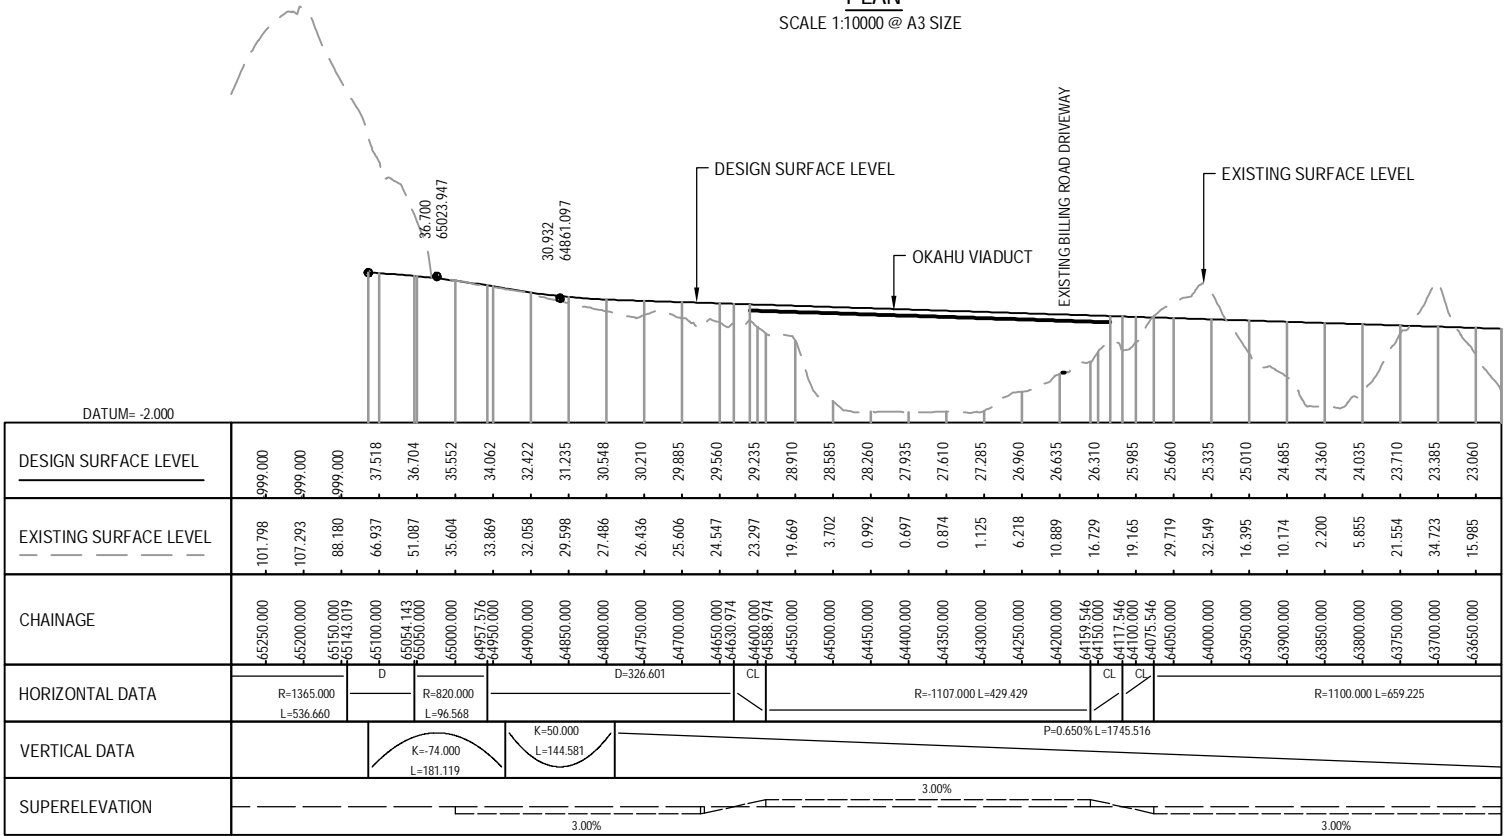 PLAN
SCALE 1:10000 @ A3 SIZE
36.700
65023.947
30.932
64861.097
DESIGN SURFACE LEVEL
OKAHU VIADUCT
EXISTING BILLING ROAD DRIVEWAY
EXISTING SURFACE LEVEL
DATUM= -2.000
DESIGN SURFACE LEVEL
-999.000 -999.000 -999.000 37.518 36.704 35.552 34.062 32.422 31.235 30.548 30.210 29.885 29.560 29.235 28.910 28.585 28.260 27.935 27.610 27.285 26.960 26.635 26.310 25.985 25.660 25.335 25.010 24.685 24.360 24.035 23.710 23.385 23.060
EXISTING SURFACE LEVEL
101.798 107.293 88.180 66.937 51.087 35.604 33.869 32.058 29.598 27.486 26.436 25.606 24.547 23.297 19.669 3.702 0.992 0.697 0.874 1.125 6.218 10.889 16.729 19.165 29.719 32.549 16.395 10.174 2.200 5.855 21.554 34.723 15.985
CHAINAGE
65250.000 65200.000 65150.000 65143.019 65100.000 65054.143 65050.000 65000.000 64957.576 64950.000 64900.000 64850.000 64800.000 64750.000 64700.000 64650.000 64630.974 64600.000 64588.974 64550.000 64500.000 64450.000 64400.000 64350.000 64300.000 64250.000 64200.000 64159.546 64150.000 64117.546 64100.000 64075.546 64050.000 64000.000 63950.000 63900.000 63850.000 63800.000 63750.000 63700.000 63650.000
HORIZONTAL DATA
R=1365.000
L=536.660
D
R=820.000
L=96.568
D=326.601
CL
R=-1107.000 L=429.429
CL
CL
R=1100.000 L=659.225
VERTICAL DATA
K=-74.000
L=181.119
K=50.000
L=144.581
P=0.650% L=1745.516
SUPERELEVATION
3.00%
3.00%
3.00%